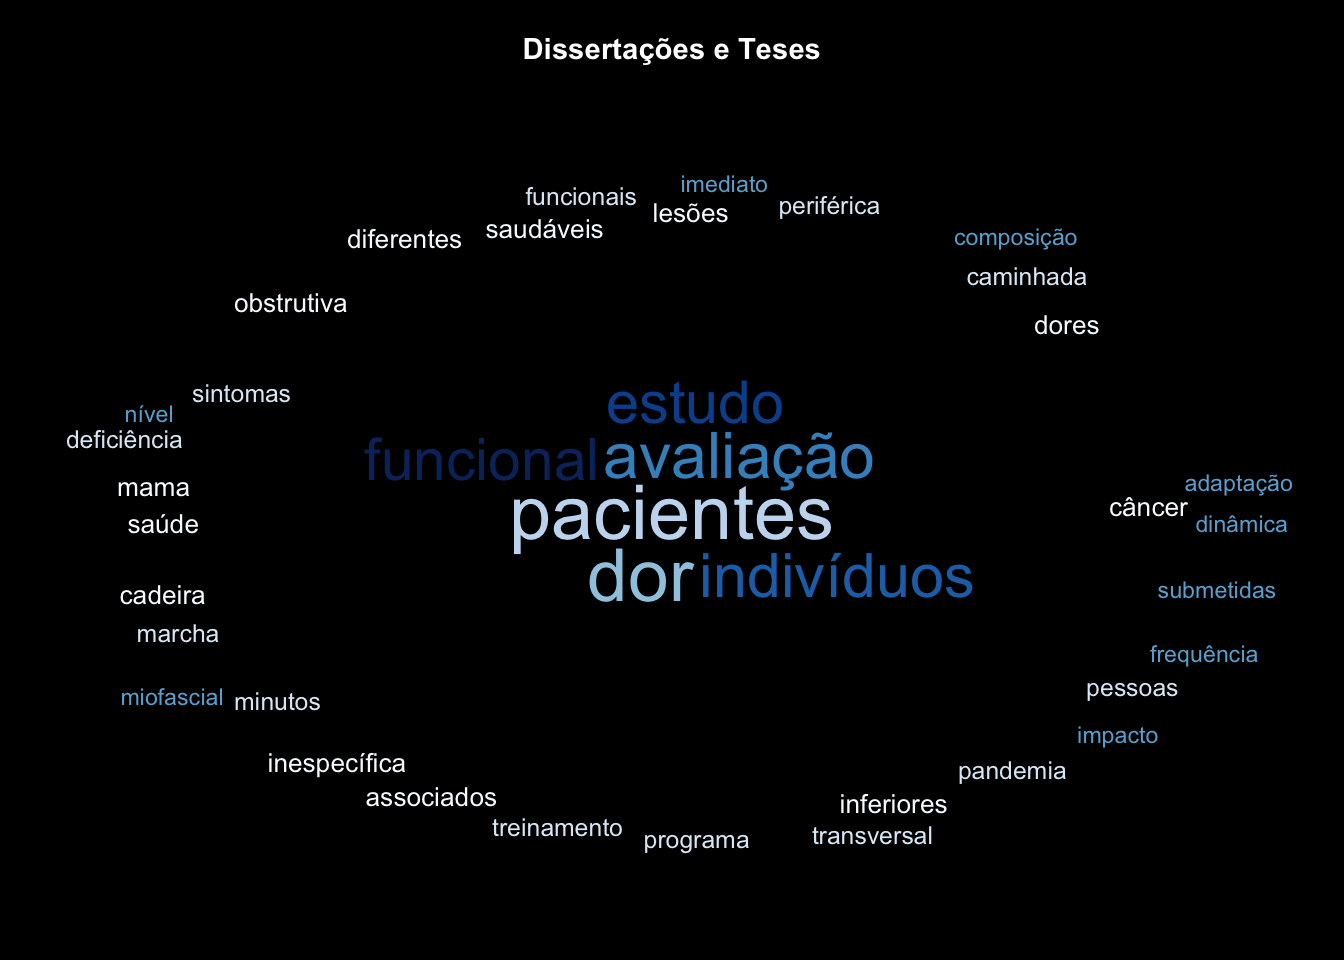 Dissertações e Teses
imediato
funcionais
lesões
periférica
saudáveis
diferentes
composição
caminhada
obstrutiva
dores
sintomas
nível
deficiência
estudo
funcional
avaliação
mama
saúde
pacientes
adaptação
câncer
dinâmica
dor
indivíduos
cadeira
submetidas
marcha
frequência
pessoas
miofascial
minutos
impacto
inespecífica
pandemia
associados
inferiores
treinamento
programa
transversal